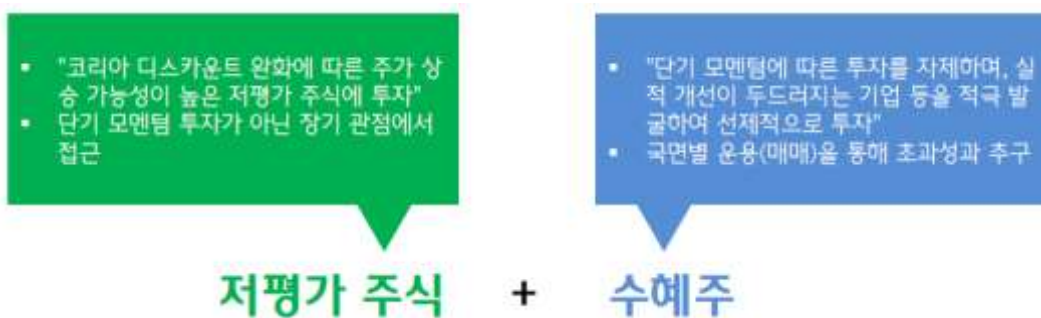 ▪ "코리아 디스카운트 완화에 따른 주가 상
승 가능성이 높은 저평가 주식에 투자"
▪ 단기 모멘텀 투자가 아닌 장기 관점에서
접근
▪ "단기 모멘텀에 따른 투자를 자제하며, 실
적 개선이 두드러지는 기업 등을 적극 발
굴하여 선제적으로 투자"
▪ 국면별 운용(매매)을 통해 초과성과 추구
저평가 주식 + 수혜주